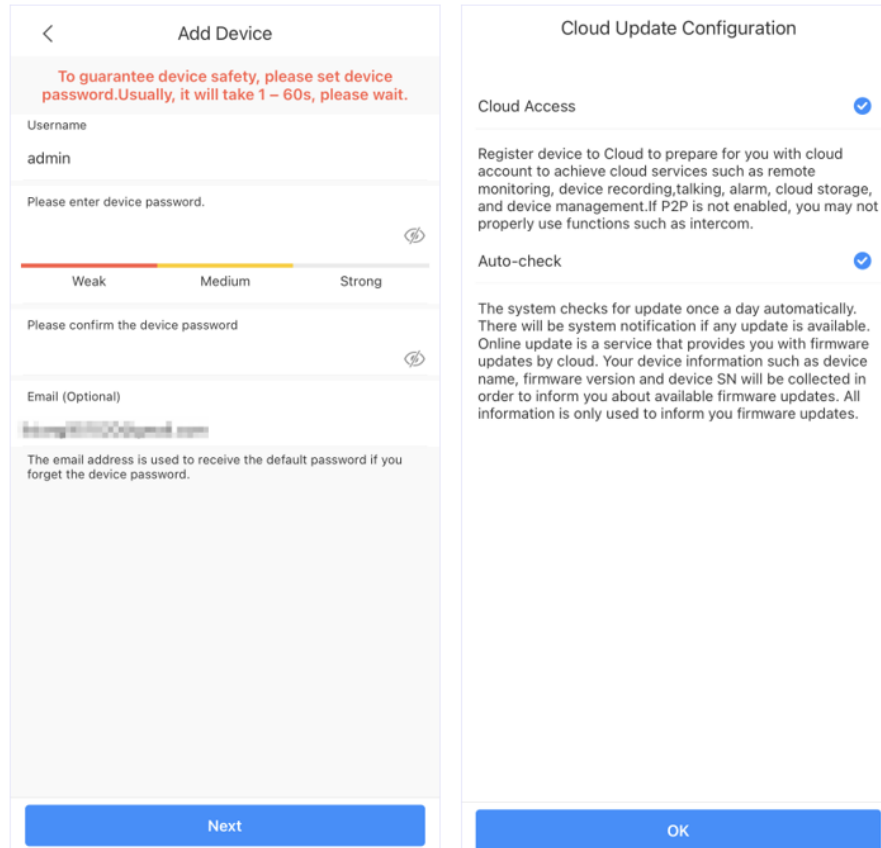 Add Device
To guarantee device safety, please set device
password.Usually, it will take 1 – 60s, please wait.
Username
admin
Please enter device password.
Weak Medium Strong
Please confirm the device password
Email (Optional)
The email address is used to receive the default password if you
forget the device password.
Next
Cloud Update Configuration
Cloud Access
Register device to Cloud to prepare for you with cloud
account to achieve cloud services such as remote
monitoring, device recording,talking, alarm, cloud storage,
and device management.If P2P is not enabled, you may not
properly use functions such as intercom.
Auto-check
The system checks for update once a day automatically.
There will be system notification if any update is available.
Online update is a service that provides you with firmware
updates by cloud. Your device information such as device
name, firmware version and device SN will be collected in
order to inform you about available firmware updates. All
information is only used to inform you firmware updates.
OK